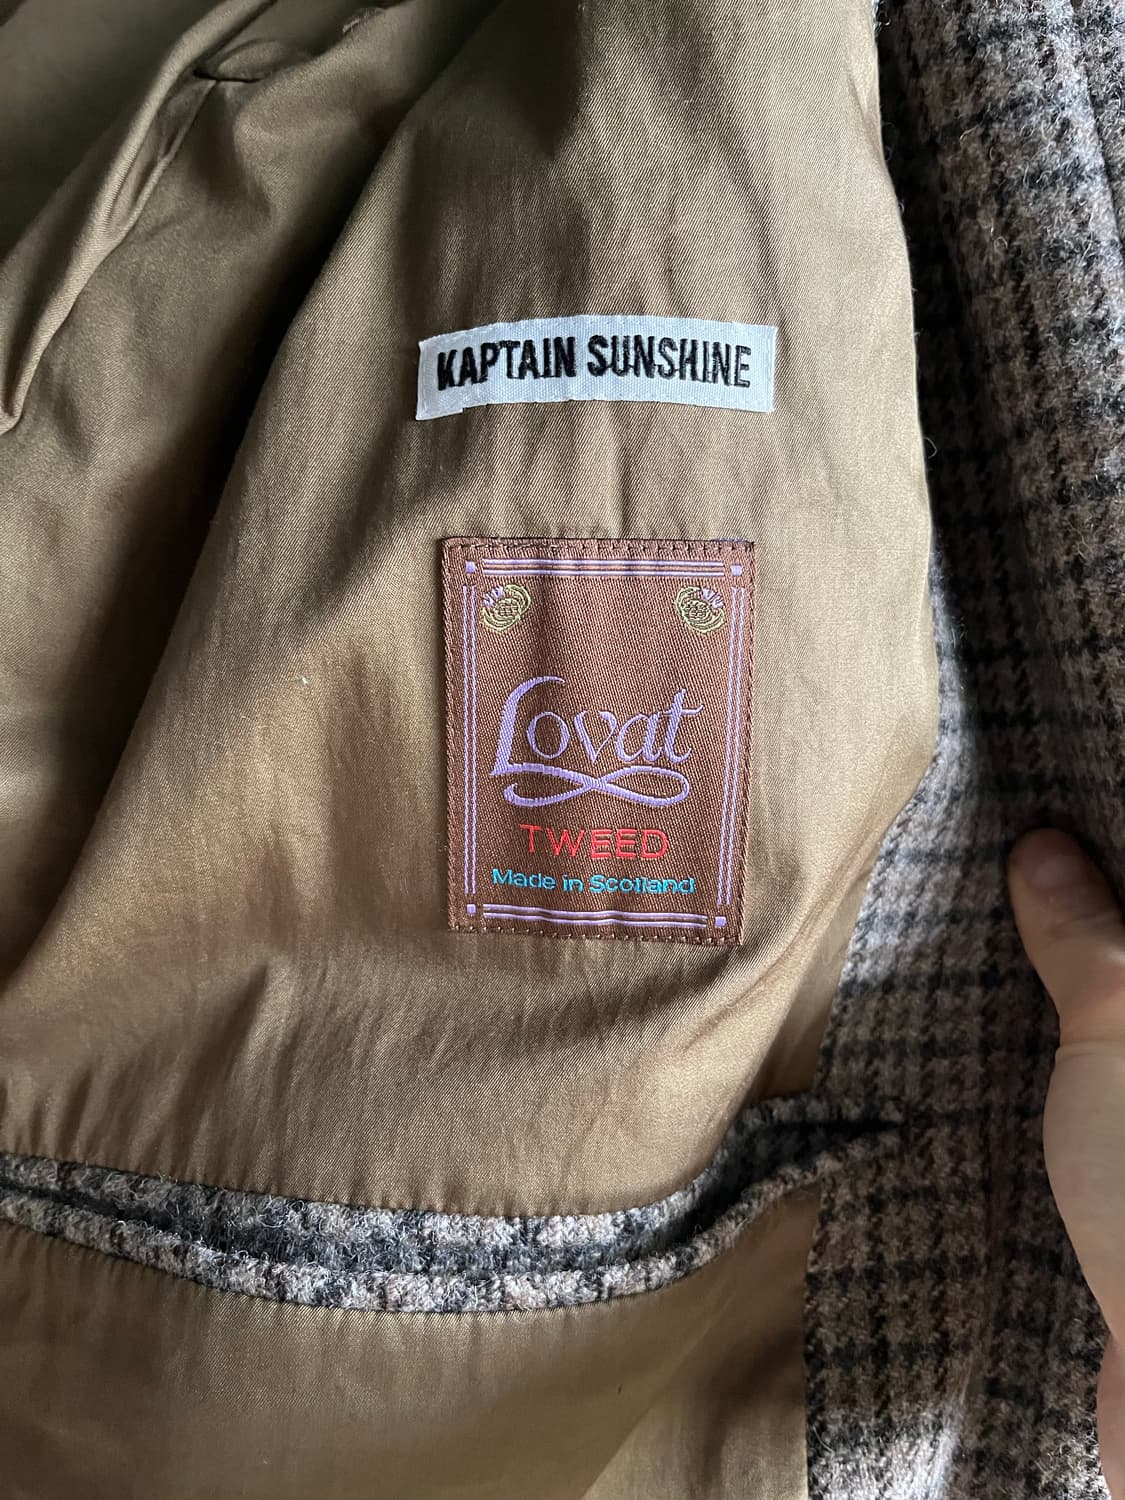 KAPTAIN SUNSHINE
Lovat
TWEED
Made in Scotland